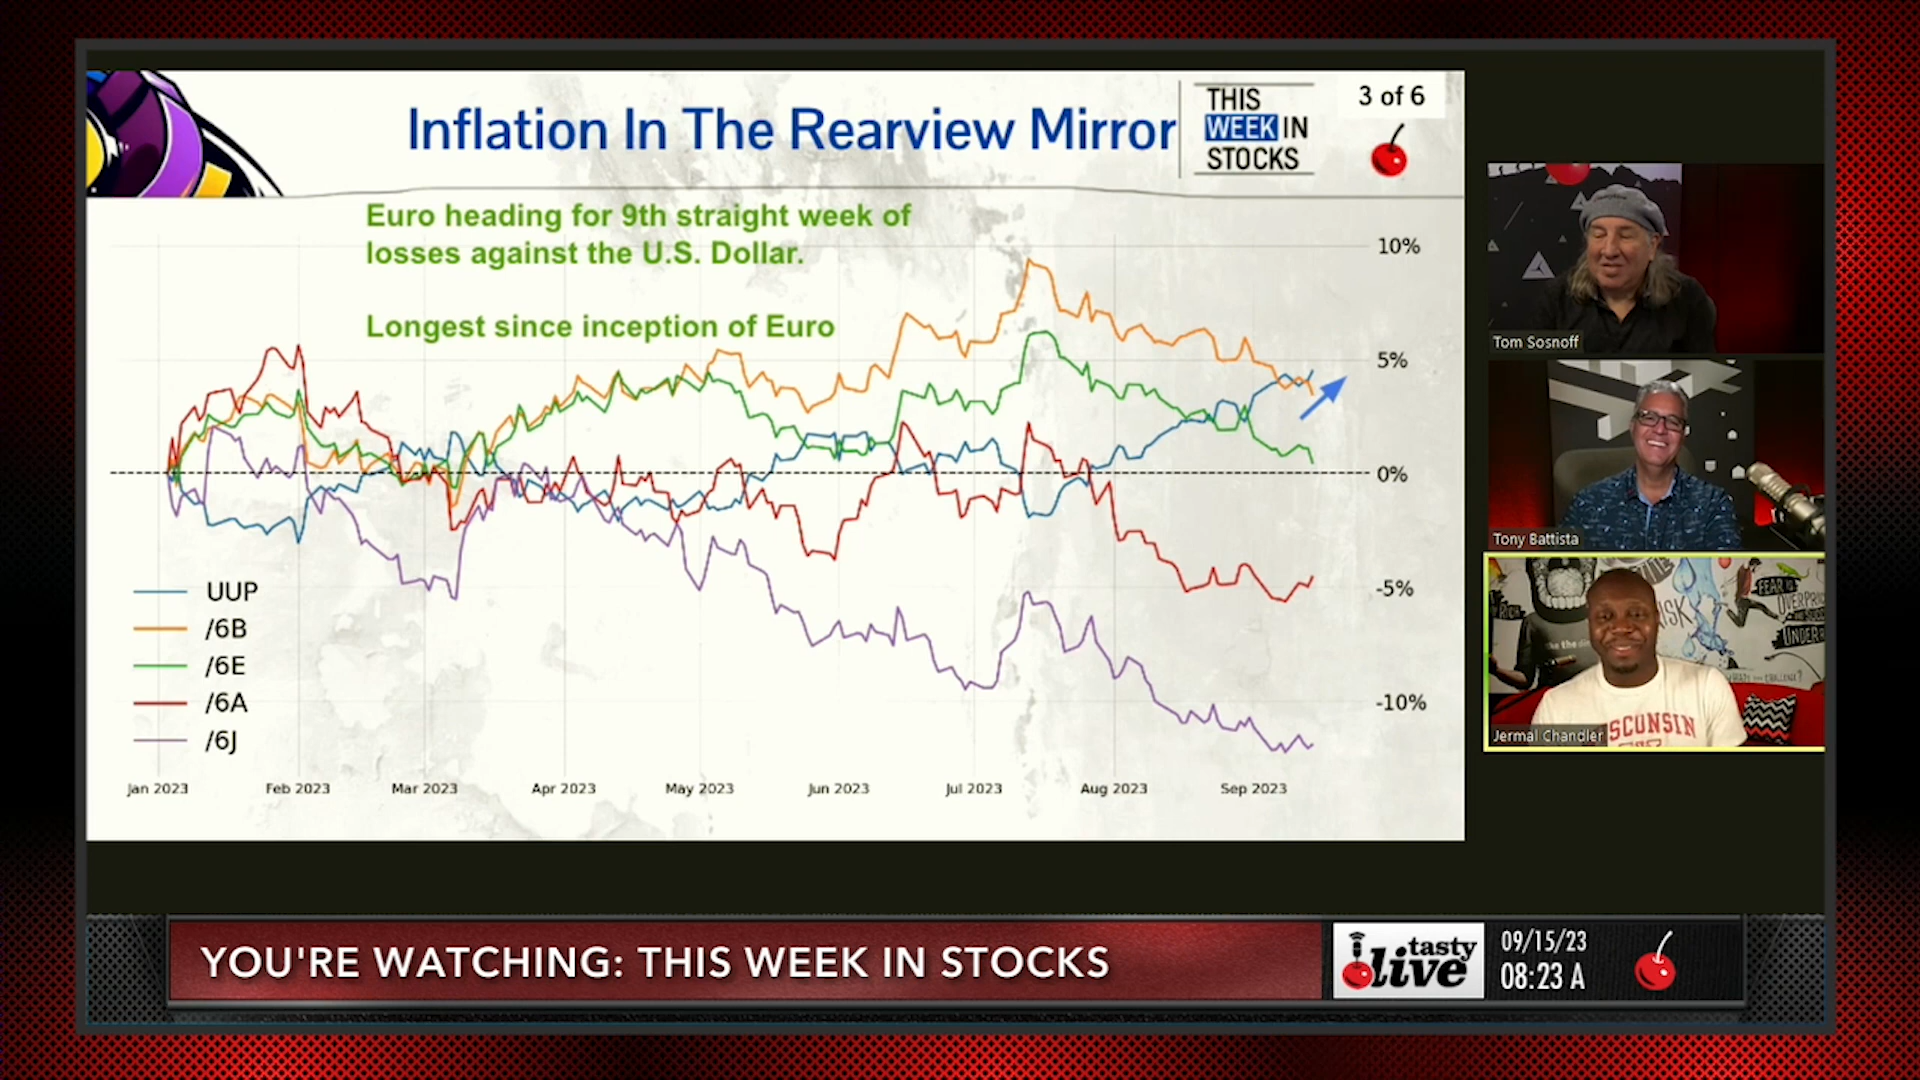 Inflation In The Rearview Mirror
THIS
WEEK IN
STOCKS
3 of 6
Euro heading for 9th straight week of
losses against the U.S. Dollar.
Longest since inception of Euro
10%
5%
0%
-5%
-10%
UUP
/6B
/6E
/6A
/6J
Jan 2023
Feb 2023
Mar 2023
Apr 2023
May 2023
Jun 2023
Jul 2023
Aug 2023
Sep 2023
Tom Sosnoff
Tony Battista
FEAR
RISK
UNDER
SCONSIN
Jermal Chandler
YOU'RE WATCHING: THIS WEEK IN STOCKS
tasty
live
09/15/23
08:23 A